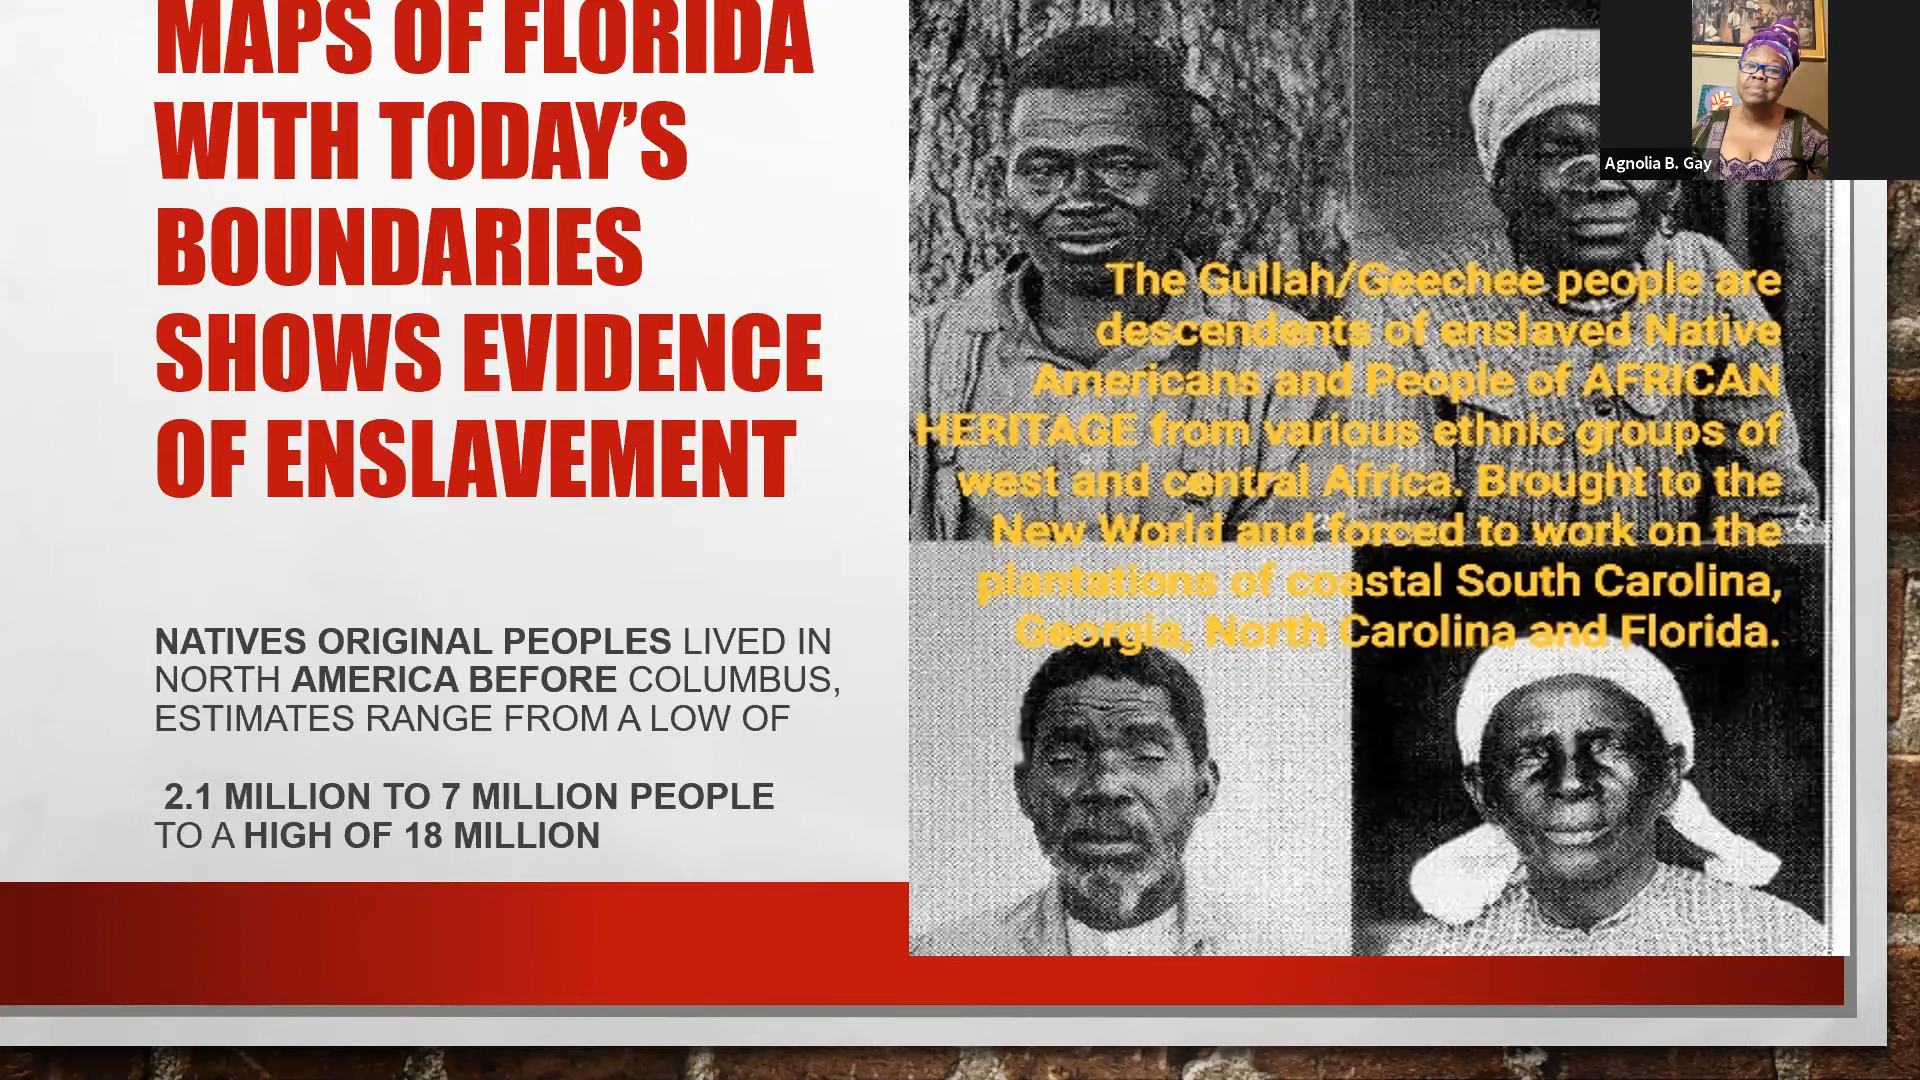 MAPS OF FLORIDA
WITH TODAY’S
BOUNDARIES
SHOWS EVIDENCE
OF ENSLAVEMENT
NATIVES ORIGINAL PEOPLES LIVED IN
NORTH AMERICA BEFORE COLUMBUS,
ESTIMATES RANGE FROM A LOW OF
2.1 MILLION TO 7 MILLION PEOPLE
TO A HIGH OF 18 MILLION
The Gullah/Geechee people are
descendents of enslaved Native
Americans and People of AFRICAN
HERITAGE from various ethnic groups of
west and central Africa. Brought to the
New World and forced to work on the
plantations of coastal South Carolina,
Georgia, North Carolina and Florida.
Agnolia B. Gay